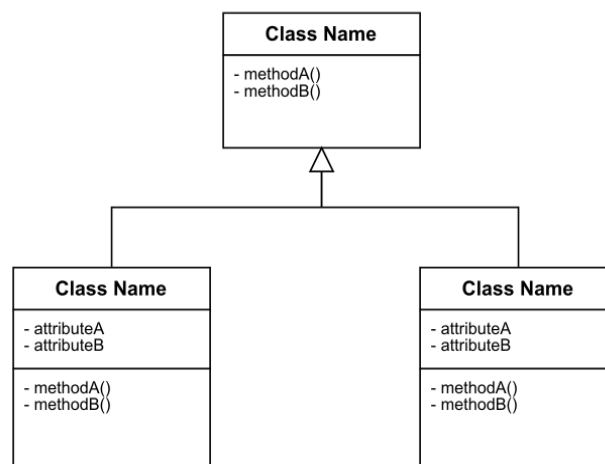 Class Name
- methodA()
- methodB()
Class Name
- attributeA
- attributeB
- methodA()
- methodB()
Class Name
- attributeA
- attributeB
- methodA()
- methodB()